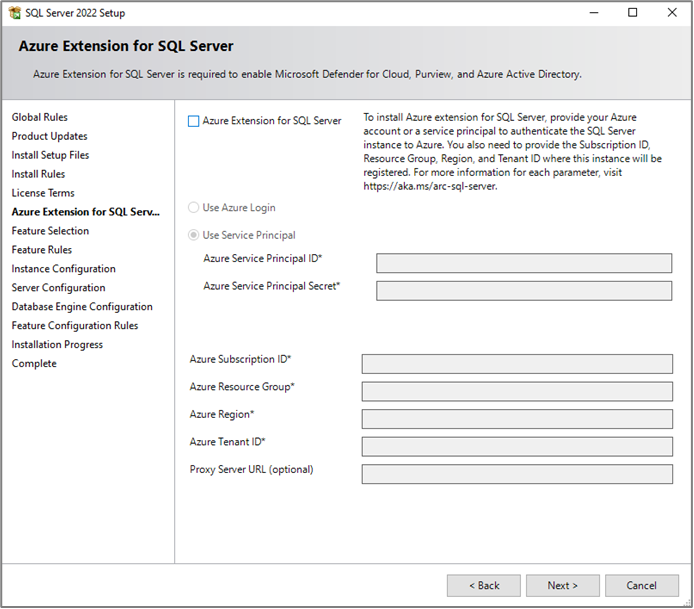 SQL Server 2022 Setup
Azure Extension for SQL Server
Azure Extension for SQL Server is required to enable Microsoft Defender for Cloud, Purview, and Azure Active Directory.
Global Rules
Product Updates
Install Setup Files
Install Rules
License Terms
Azure Extension for SQL Serv...
Feature Selection
Feature Rules
Instance Configuration
Server Configuration
Database Engine Configuration
Feature Configuration Rules
Installation Progress
Complete
Azure Extension for SQL Server
To install Azure extension for SQL Server, provide your Azure
account or a service principal to authenticate the SQL Server
instance to Azure. You also need to provide the Subscription ID,
Resource Group, Region, and Tenant ID where this instance will be
registered. For more information for each parameter, visit
https://aka.ms/arc-sql-server.
Use Azure Login
Use Service Principal
Azure Service Principal ID*
Azure Service Principal Secret*
Azure Subscription ID*
Azure Resource Group*
Azure Region*
Azure Tenant ID*
Proxy Server URL (optional)
< Back
Next >
Cancel